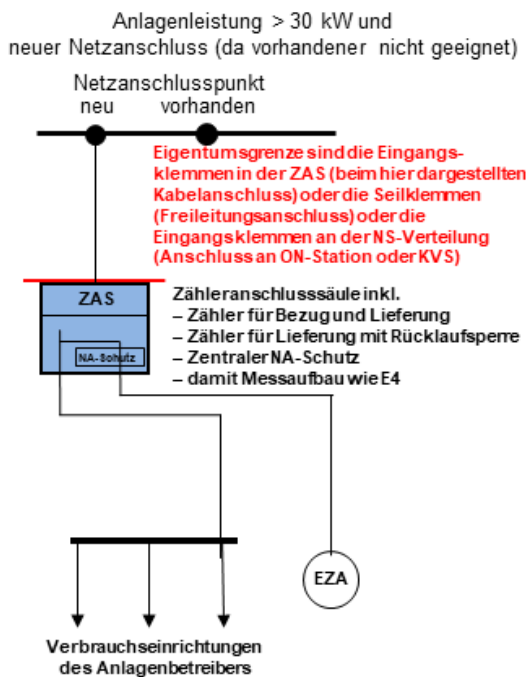 Anlagenleistung > 30 kW und
neuer Netzanschluss (da vorhandener nicht geeignet)
Netzanschlusspunkt
neu vorhanden
Eigentumsgrenze sind die Eingangs-
klemmen in der ZAS (beim hier dargestellten
Kabelanschluss) oder die Seilklemmen
(Freileitungsanschluss) oder die
Eingangsklemmen an der NS-Verteilung
(Anschluss an ON-Station oder KVS)
ZAS
NA-Schutz
Zähleranschlusssäule inkl.
– Zähler für Bezug und Lieferung
– Zähler für Lieferung mit Rücklaufsperre
– Zentraler NA-Schutz
– damit Messaufbau wie E4
EZA
Verbrauchseinrichtungen
des Anlagenbetreibers